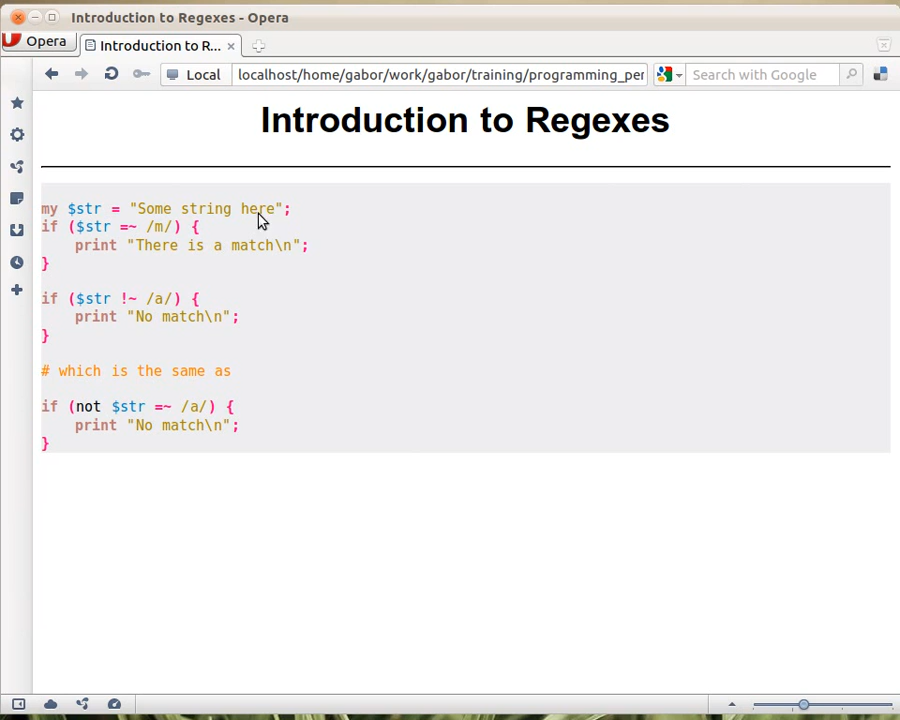 Introduction to Regexes - Opera
Opera
Introduction to R...
Local
localhost/home/gabor/work/gabor/training/programming_per
Search with Google
Introduction to Regexes
my $str = "Some string here";
if ($str =~ /m/) {
    print "There is a match\n";
}
if ($str !~ /a/) {
    print "No match\n";
}
# which is the same as
if (not $str =~ /a/) {
    print "No match\n";
}